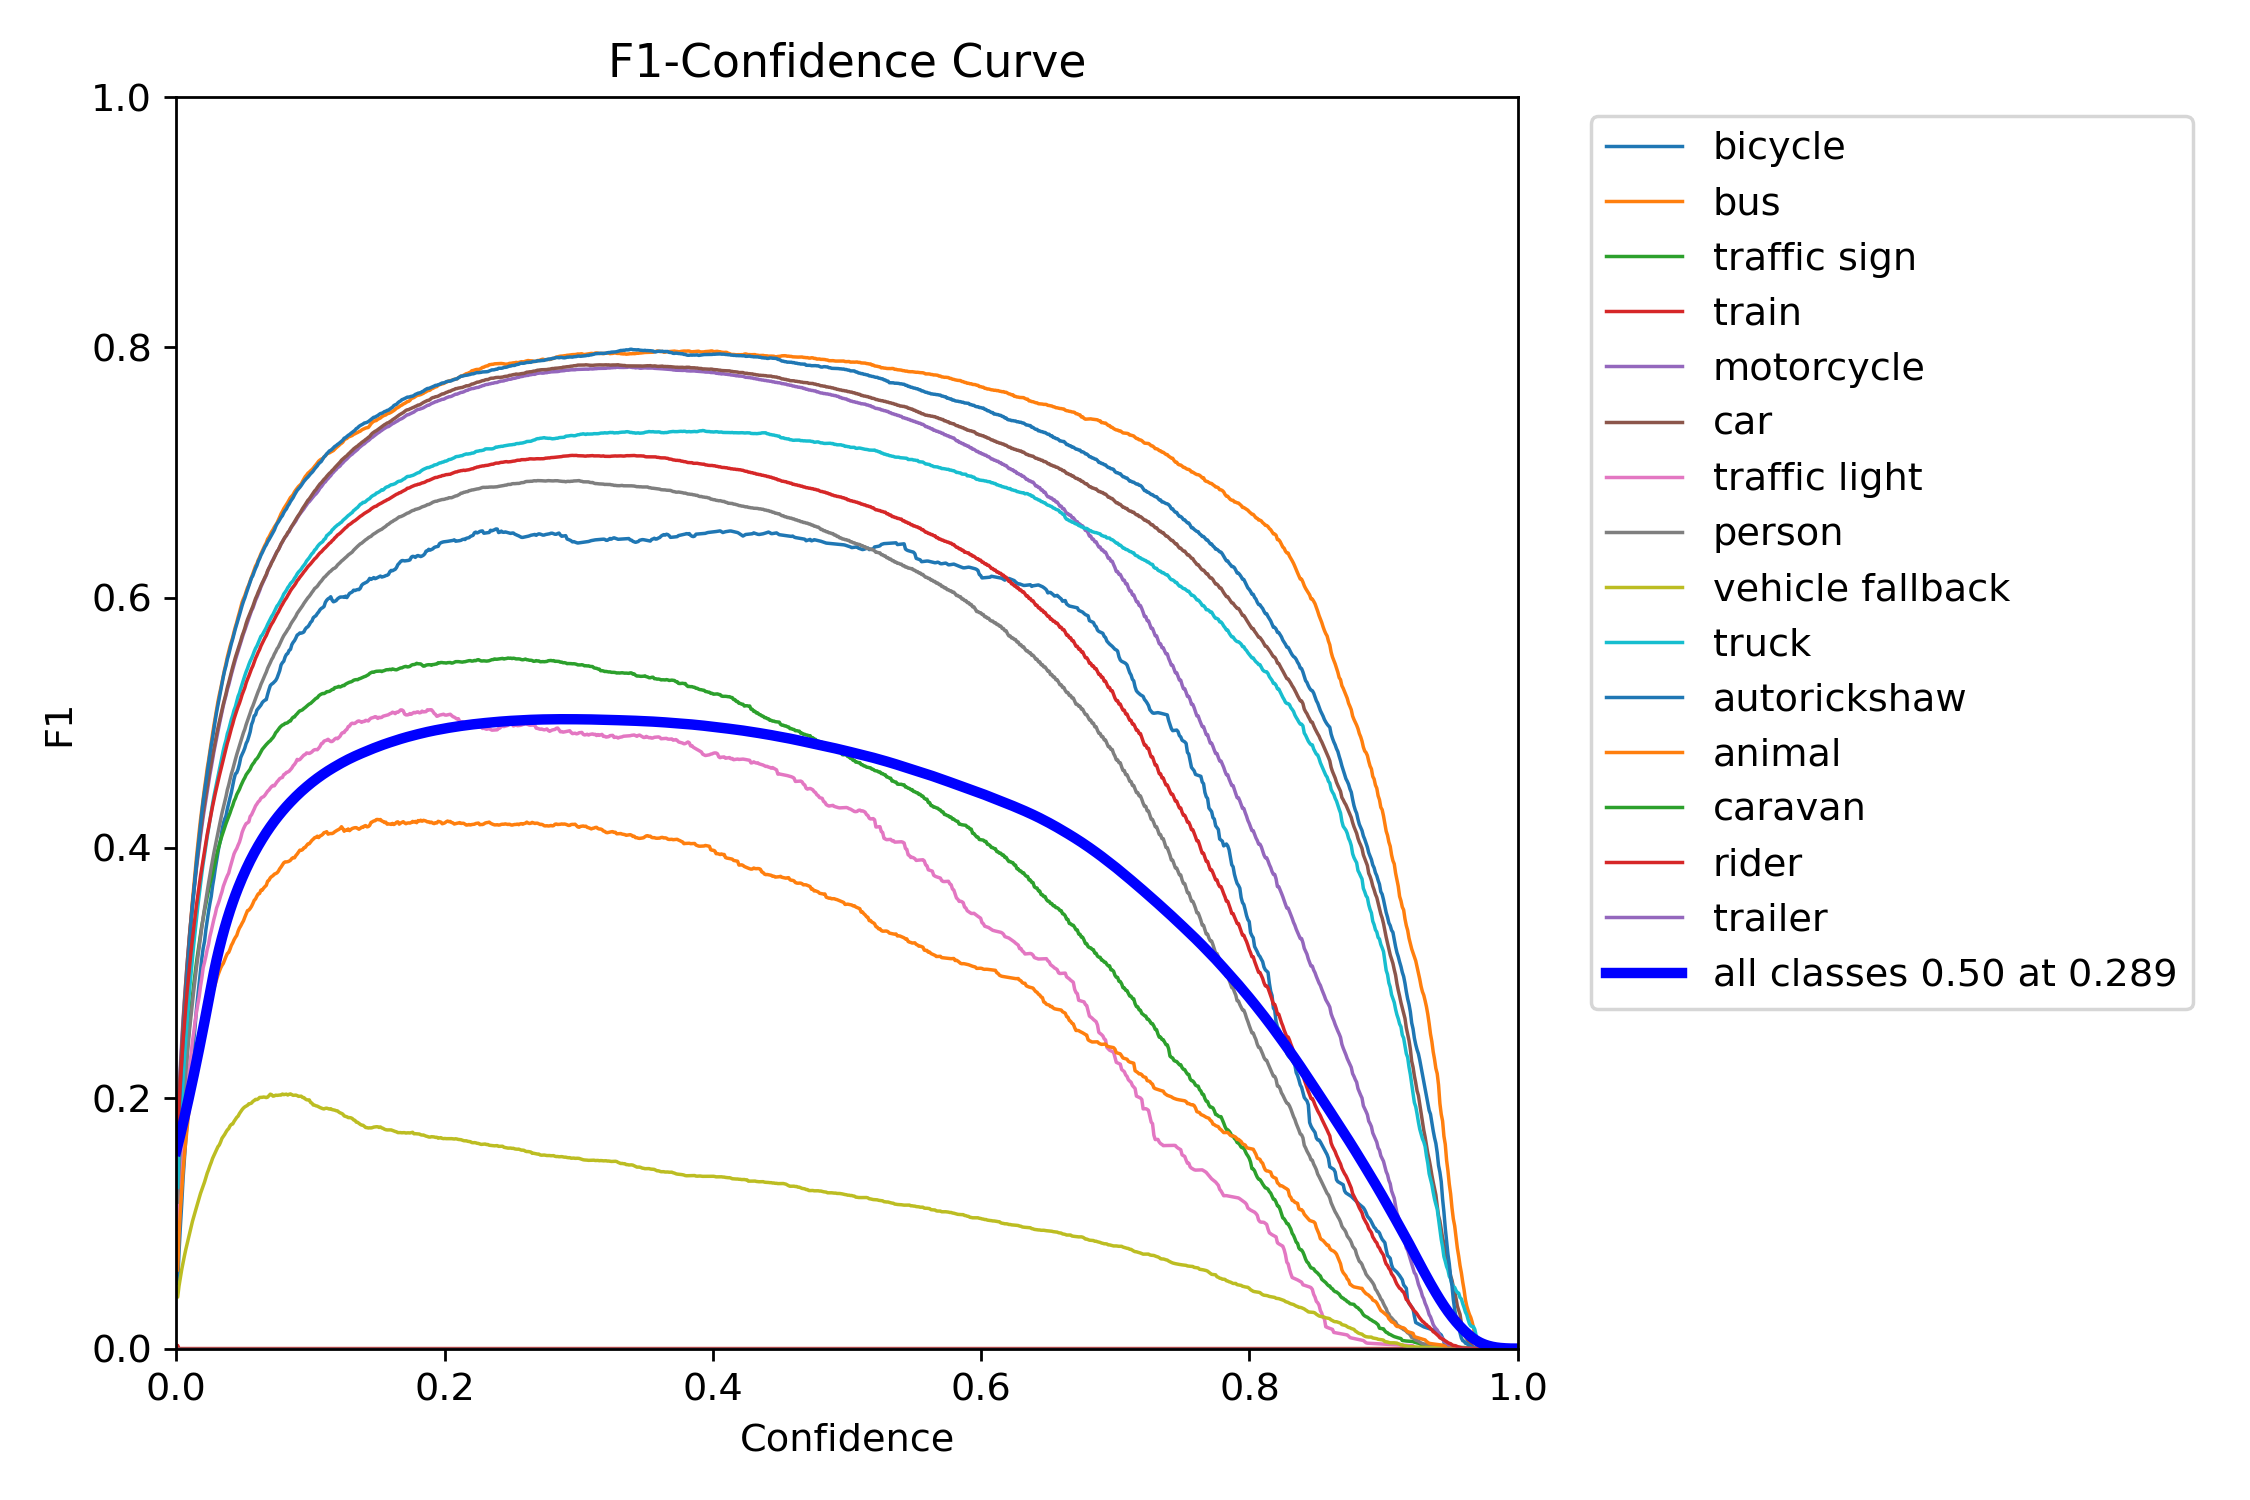 F1-Confidence Curve
1.0
0.8
0.6
0.4
0.2
0.0
F1
0.0 0.2 0.4 0.6 0.8 1.0
Confidence
bicycle
bus
traffic sign
train
motorcycle
car
traffic light
person
vehicle fallback
truck
autorickshaw
animal
caravan
rider
trailer
all classes 0.50 at 0.289